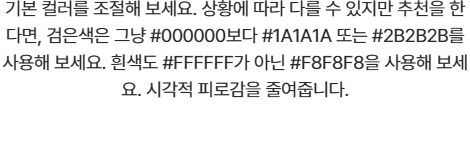 기본 컬러를 조절해 보세요. 상황에 따라 다를 수 있지만 추천을 한
다면, 검은색은 그냥 #000000보다 #1A1A1A 또는 #2B2B2B를
사용해 보세요. 흰색도 #FFFFFF가 아닌 #F8F8F8을 사용해 보세
요. 시각적 피로감을 줄여줍니다.